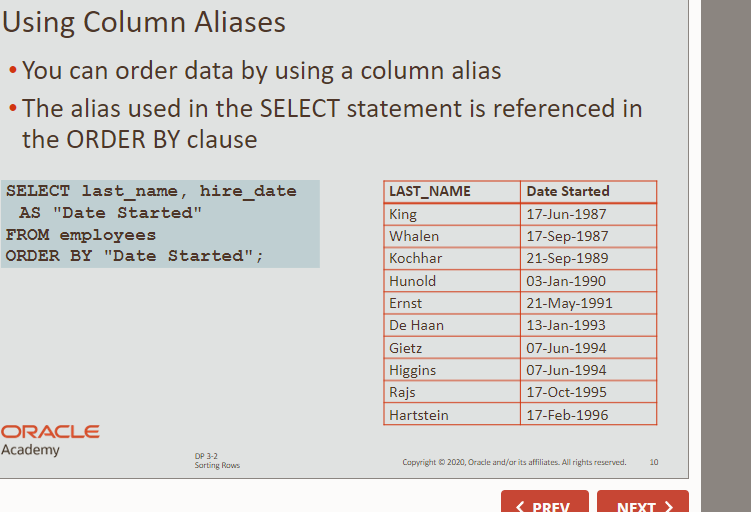 Using Column Aliases
• You can order data by using a column alias
• The alias used in the SELECT statement is referenced in
the ORDER BY clause
SELECT last_name, hire_date
AS "Date Started"
FROM employees
ORDER BY "Date Started";
LAST_NAME Date Started
King 17-Jun-1987
Whalen 17-Sep-1987
Kochhar 21-Sep-1989
Hunold 03-Jan-1990
Ernst 21-May-1991
De Haan 13-Jan-1993
Gietz 07-Jun-1994
Higgins 07-Jun-1994
Rajs 17-Oct-1995
Hartstein 17-Feb-1996
ORACLE
Academy
DP 3-2
Sorting Rows
Copyright © 2020, Oracle and/or its affiliates. All rights reserved. 10
PREV NEXT